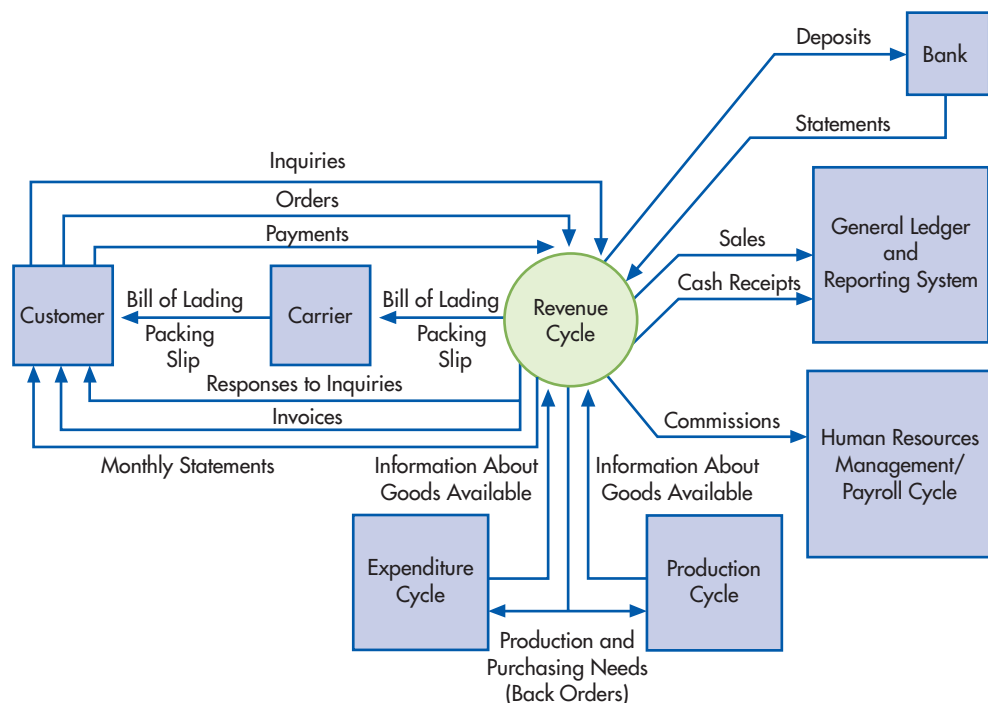 Deposits
Bank
Statements
Inquiries
Orders
Payments
Sales
General Ledger
and
Reporting System
Cash Receipts
Customer
Bill of Lading
Packing
Slip
Carrier
Bill of Lading
Packing
Slip
Revenue
Cycle
Responses to Inquiries
Invoices
Monthly Statements
Commissions
Human Resources
Management/
Payroll Cycle
Information About
Goods Available
Information About
Goods Available
Expenditure
Cycle
Production
Cycle
Production and
Purchasing Needs
(Back Orders)